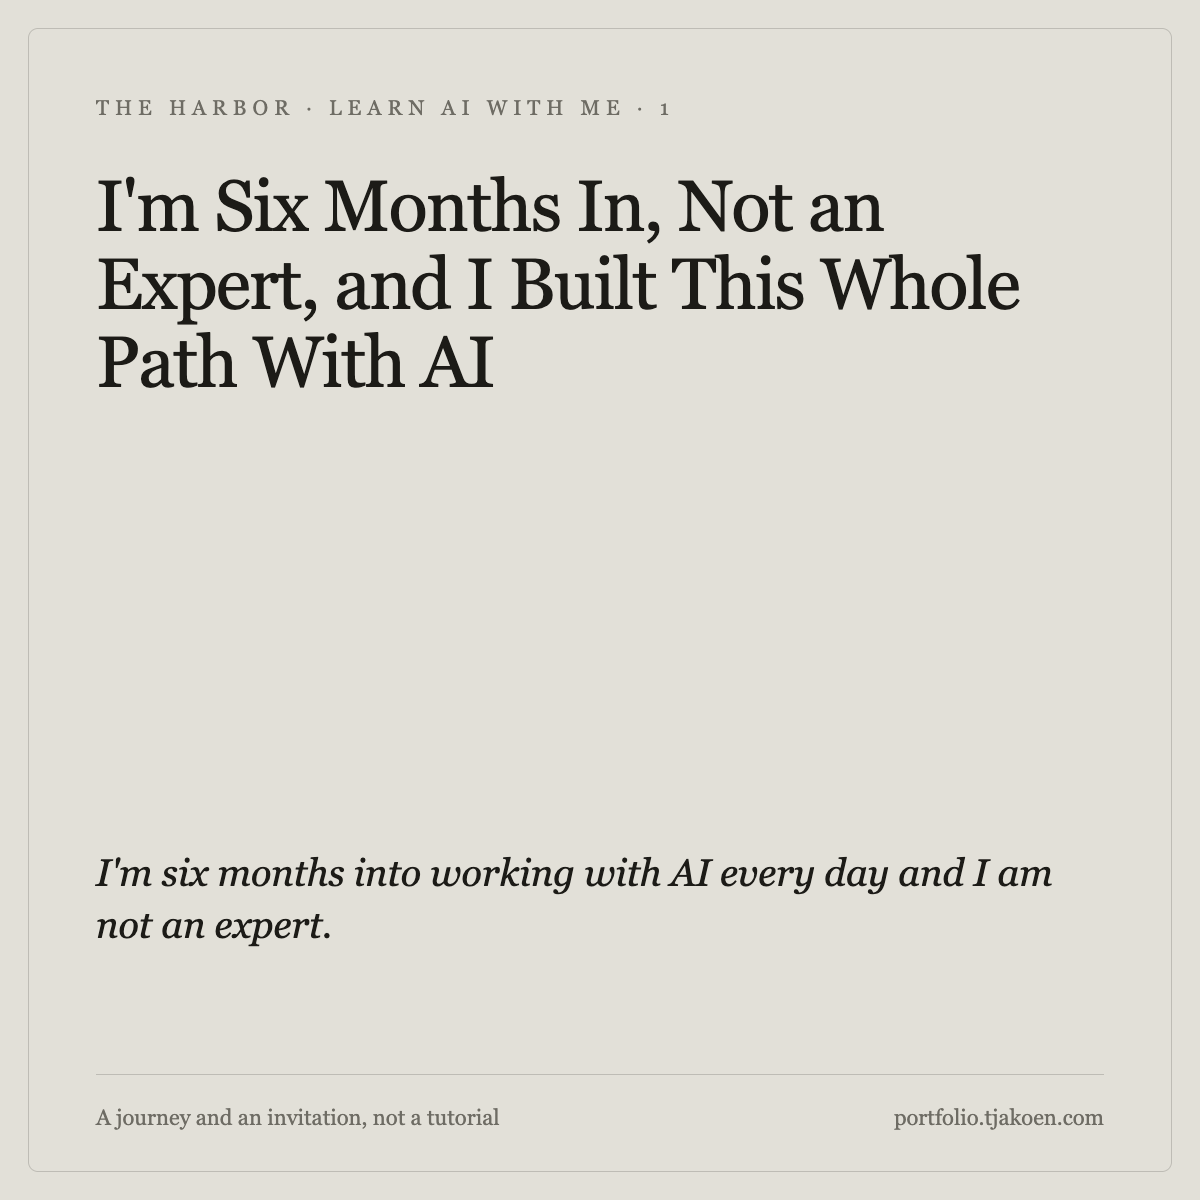 THE HARBOR · LEARN AI WITH ME · 1
I'm Six Months In, Not an
Expert, and I Built This Whole
Path With AI
I'm six months into working with AI every day and I am
not an expert.
A journey and an invitation, not a tutorial
portfolio.tjakoen.com